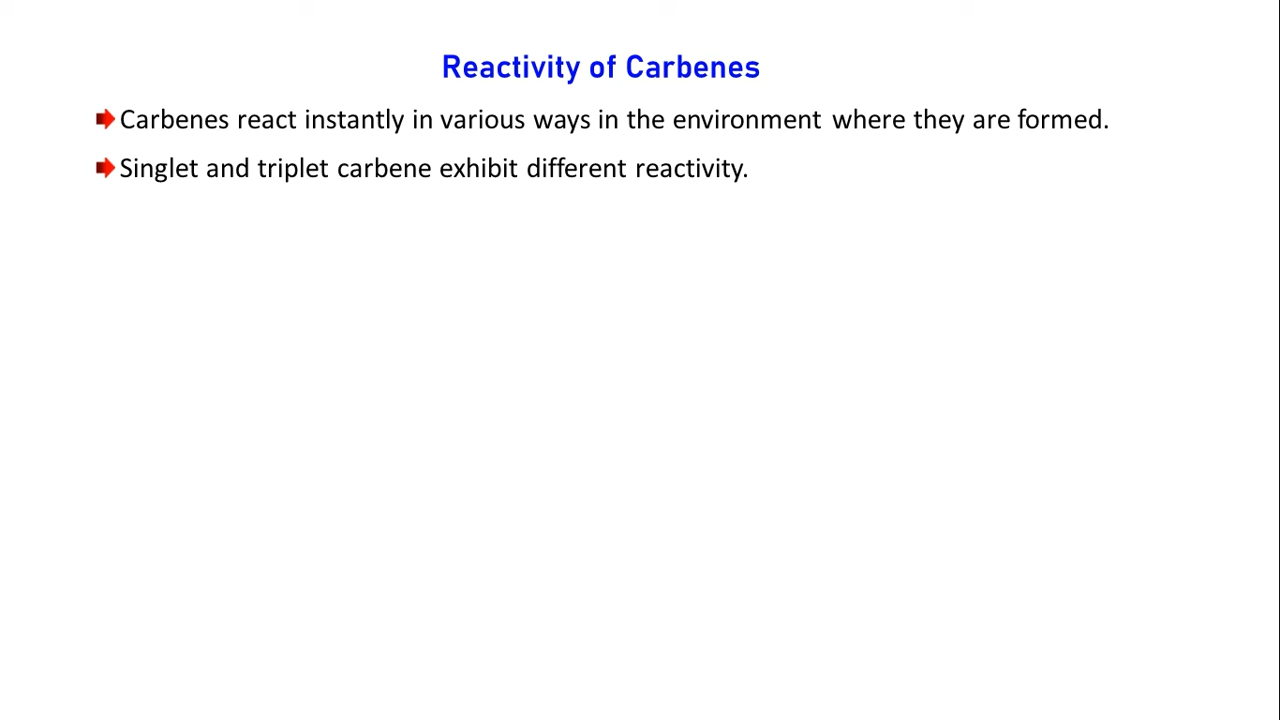 Reactivity of Carbenes
Carbenes react instantly in various ways in the environment where they are formed.
Singlet and triplet carbene exhibit different reactivity.